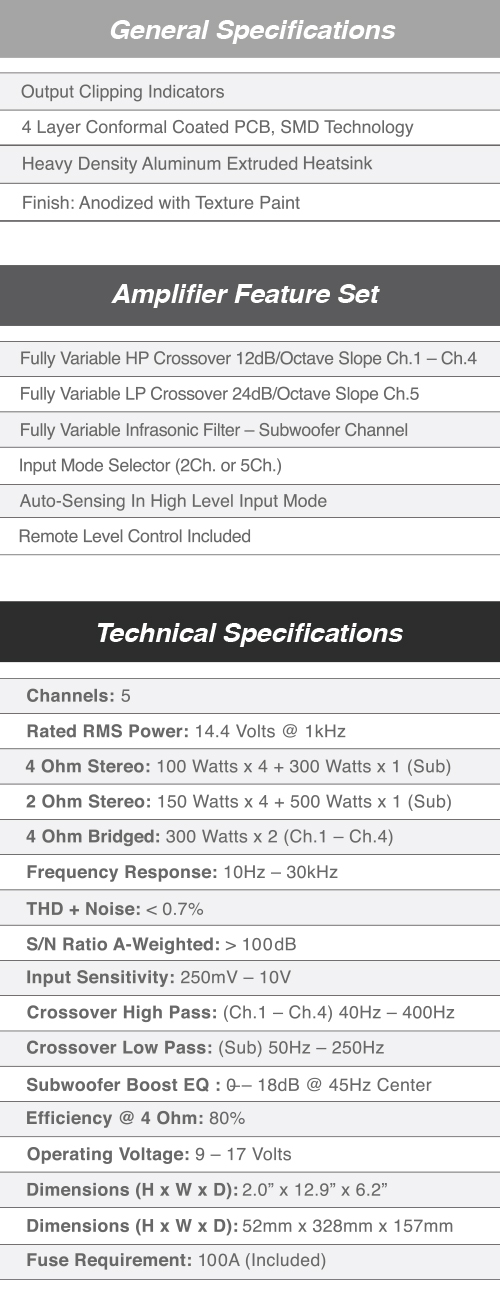 General Specifications
Output Clipping Indicators
4 Layer Conformal Coated PCB, SMD Technology
Heavy Density Aluminum Extruded Heatsink
Finish: Anodized with Texture Paint
Amplifier Feature Set
Fully Variable HP Crossover 12dB/Octave Slope Ch.1 – Ch.4
Fully Variable LP Crossover 24dB/Octave Slope Ch.5
Fully Variable Infrasonic Filter – Subwoofer Channel
Input Mode Selector (2Ch. or 5Ch.)
Auto-Sensing In High Level Input Mode
Remote Level Control Included
Technical Specifications
Channels: 5
Rated RMS Power: 14.4 Volts @ 1kHz
4 Ohm Stereo: 100 Watts x 4 + 300 Watts x 1 (Sub)
2 Ohm Stereo: 150 Watts x 4 + 500 Watts x 1 (Sub)
4 Ohm Bridged: 300 Watts x 2 (Ch.1 – Ch.4)
Frequency Response: 10Hz – 30kHz
THD + Noise: < 0.7%
S/N Ratio A-Weighted: > 100dB
Input Sensitivity: 250mV – 10V
Crossover High Pass: (Ch.1 – Ch.4) 40Hz – 400Hz
Crossover Low Pass: (Sub) 50Hz – 250Hz
Subwoofer Boost EQ : 0–– 18dB @ 45Hz Center
Efficiency @ 4 Ohm: 80%
Operating Voltage: 9 – 17 Volts
Dimensions (H x W x D): 2.0” x 12.9” x 6.2”
Dimensions (H x W x D): 52mm x 328mm x 157mm
Fuse Requirement: 100A (Included)